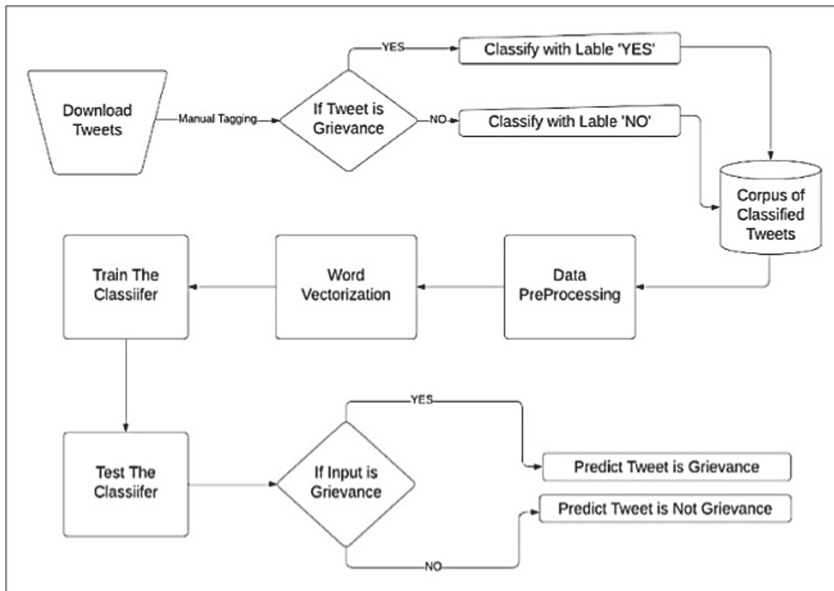 YES
Classify with Lable 'YES'
Download
Tweets
Manual Tagging
If Tweet is
Grievance
NO
Classify with Lable 'NO'
Corpus of
Classified
Tweets
Data
PreProcessing
Word
Vectorization
Train The
Classiifer
Test The
Classiifer
If Input is
Grievance
YES
Predict Tweet is Grievance
NO
Predict Tweet is Not Grievance